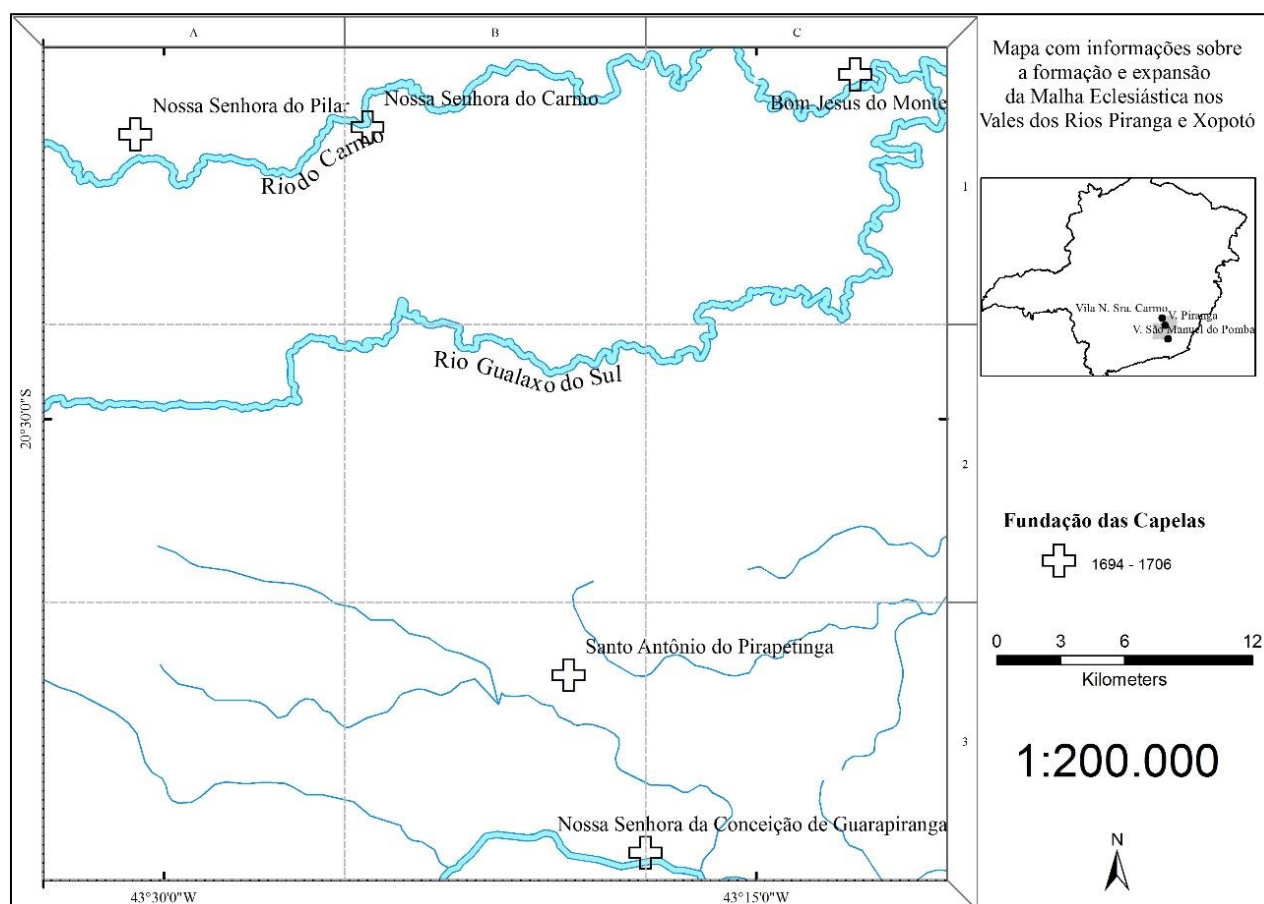 A
B
C
Mapa com informações sobre
a formação e expansão
da Malha Eclesiástica nos
Vales dos Rios Piranga e Xopotó
Nossa Senhora do Pilar
Nossa Senhora do Carmo
Bom Jesus do Monte
Rio do Carmo
1
Vila N. Sra. Carmo
V. Piranga
V. São Manuel do Pomba
Rio Gualaxo do Sul
20°30'0"S
2
Fundação das Capelas
1694 - 1706
Santo Antônio do Pirapetinga
0 3 6 12
Kilometers
3
1:200.000
Nossa Senhora da Conceição de Guarapiranga
N
43°30'0"W
43°15'0"W